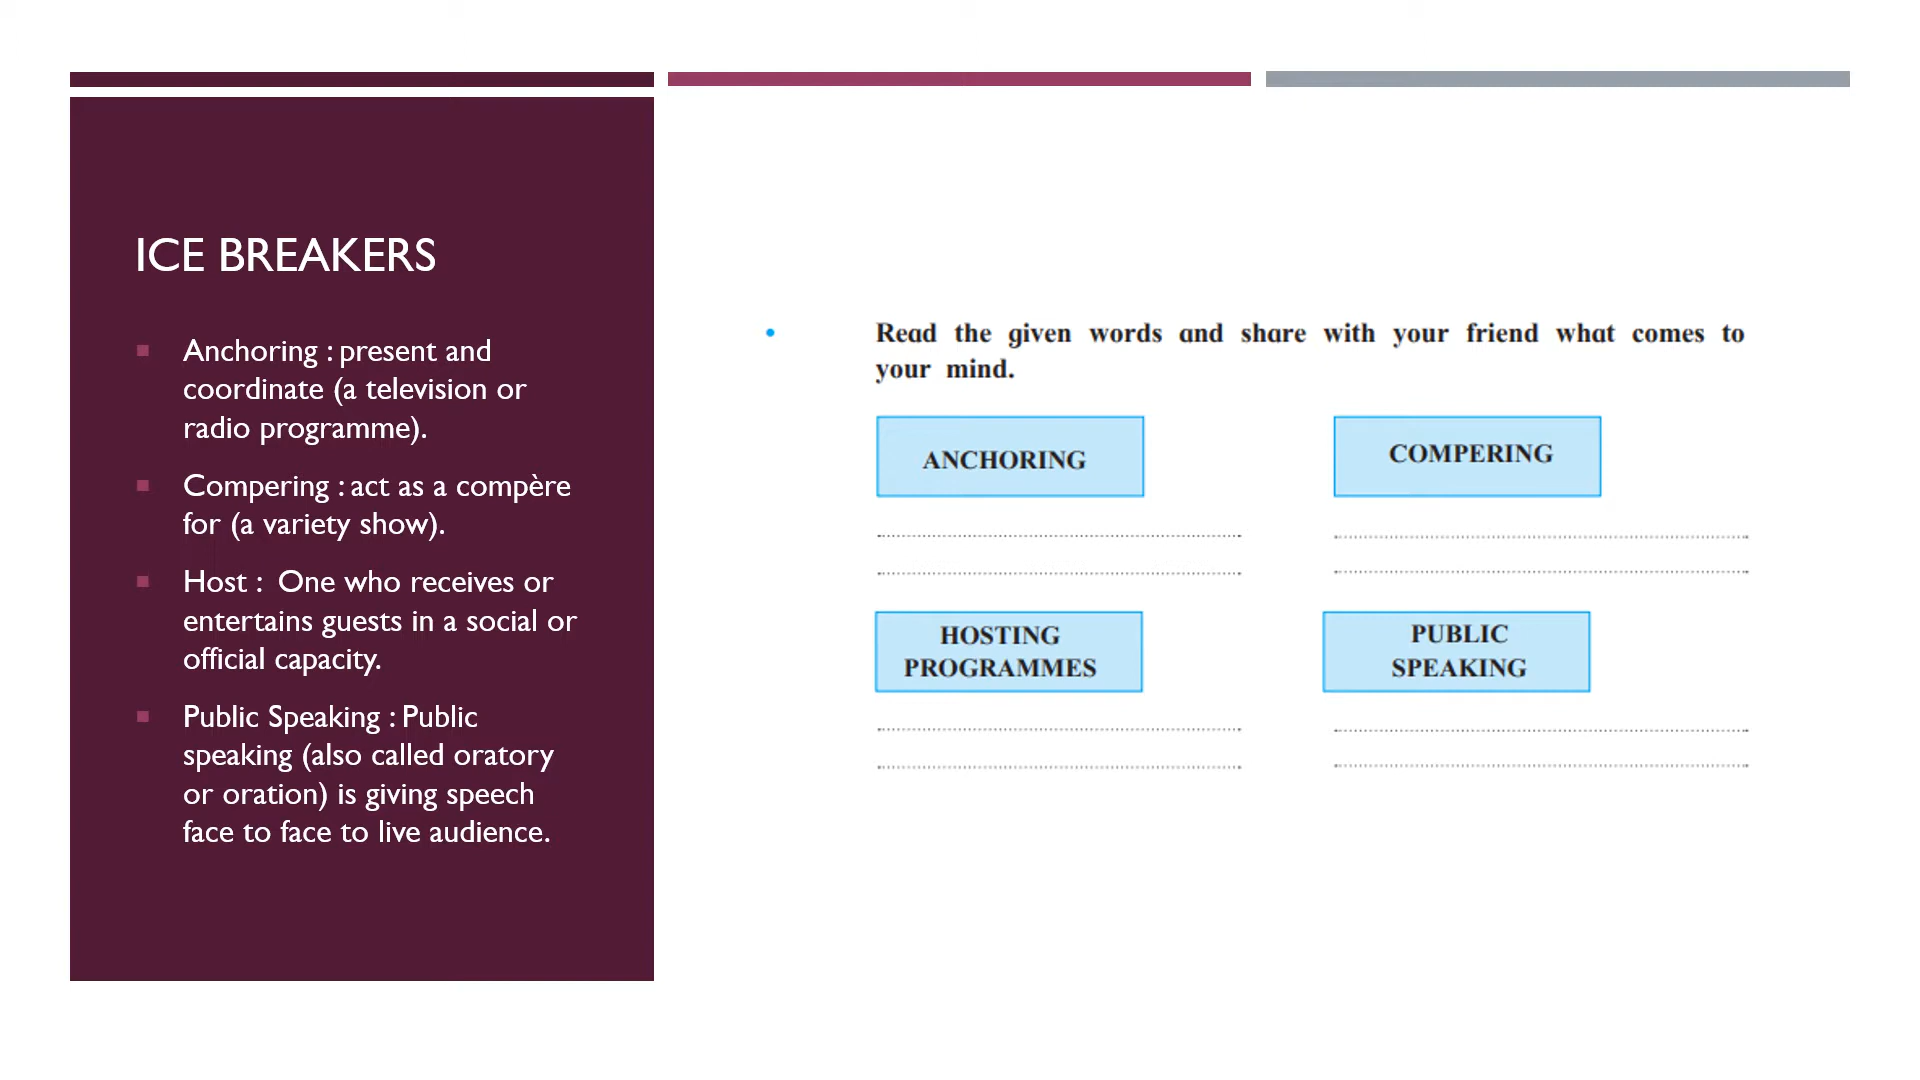 ICE BREAKERS
Anchoring : present and
coordinate (a television or
radio programme).
Compering : act as a compère
for (a variety show).
Host :  One who receives or
entertains guests in a social or
official capacity.
Public Speaking : Public
speaking (also called oratory
or oration) is giving speech
face to face to live audience.
Read the given words and share with your friend what comes to
your mind.
ANCHORING
COMPERING
HOSTING
PROGRAMMES
PUBLIC
SPEAKING